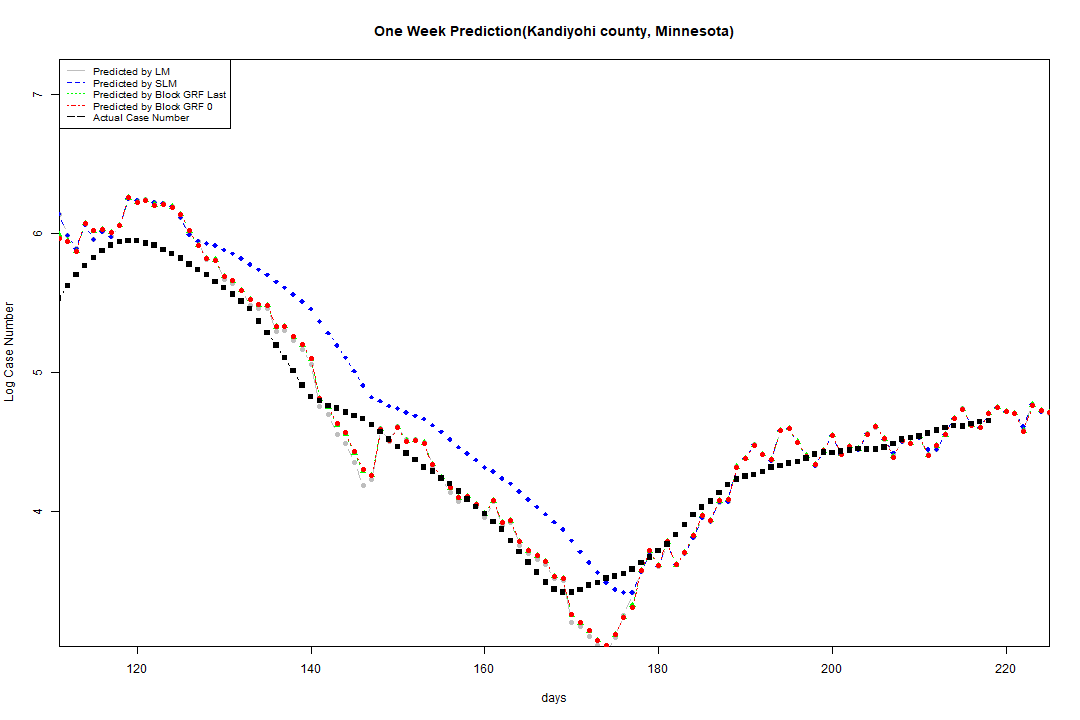 One Week Prediction(Kandiyohi county, Minnesota)
Predicted by LM
Predicted by SLM
Predicted by Block GRF Last
Predicted by Block GRF 0
Actual Case Number
7
6
5
4
Log Case Number
120 140 160 180 200 220
days